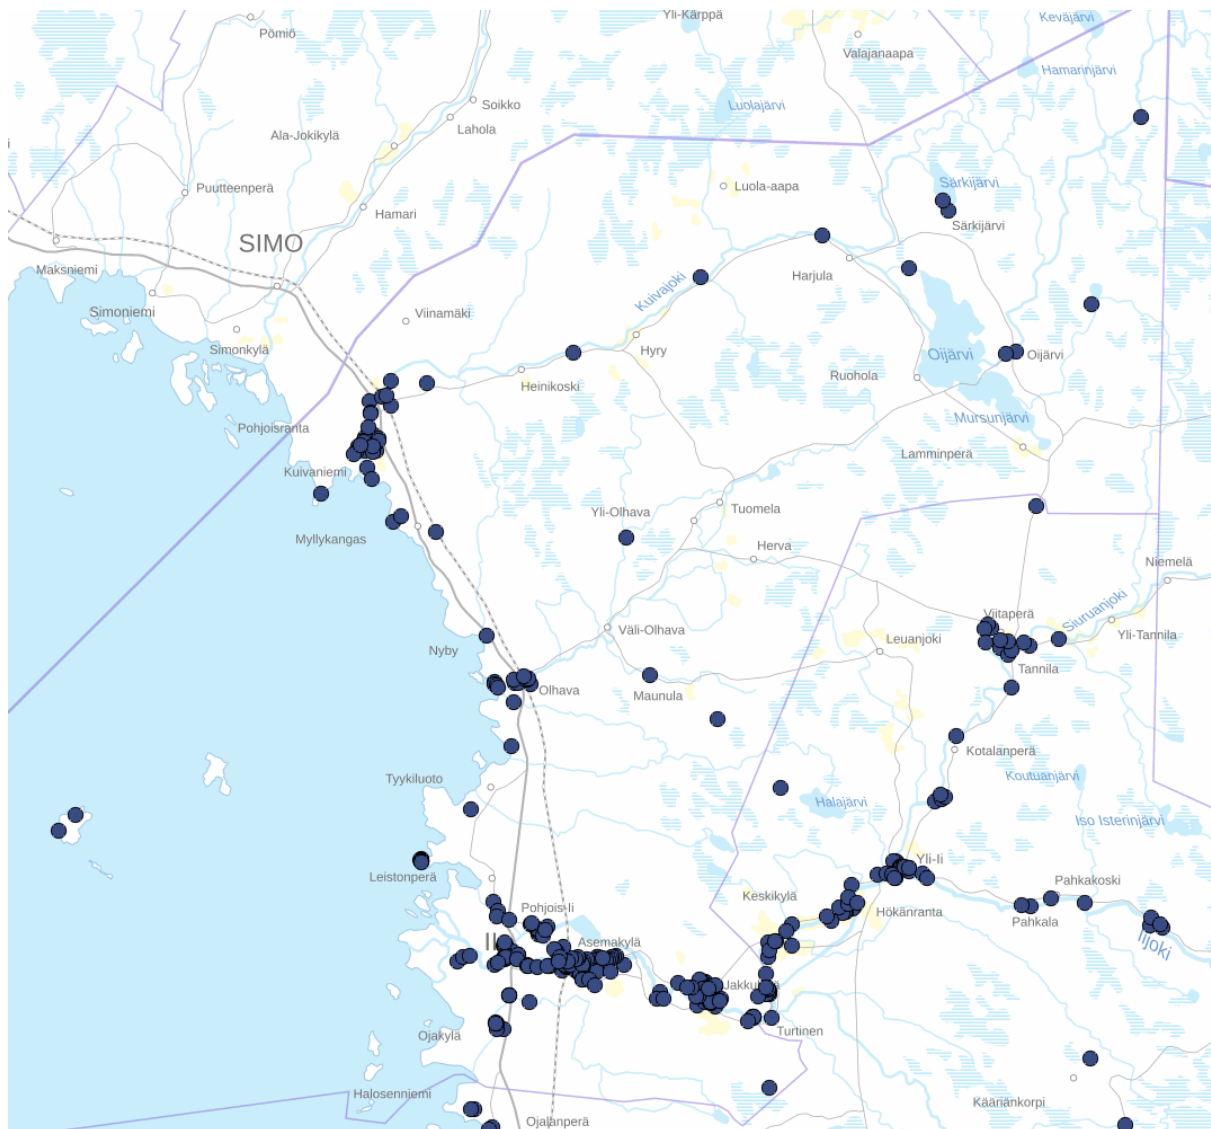 Yli-Kärppä
Keväjärvi
Pömiö
Valajanaapa
Hamarinjärvi
Soikko
Luolajärvi
Lahola
Ala-Jokikylä
Puutteenperä
Luola-aapa
Särkijärvi
Hamari
Särkijärvi
SIMO
Maksniemi
Harjula
Kuivajoki
Simoniemi
Viinamäki
Simonkylä
Hyry
Oijärvi
Oijärvi
Heinikoski
Ruohola
Mursunjärvi
Pohjoisranta
Lamminperä
Kuivaniemi
Yli-Olhava
Tuomela
Myllykangas
Herva
Niemelä
Siuruanjoki
Viitaperä
Väli-Olhava
Leuanjoki
Yli-Tannila
Nyby
Tannila
Olhava
Maunula
Kotalanperä
Tyykiluoto
Koutuanjärvi
Halajärvi
Iso Isterinjärvi
Yli-Ii
Leistonperä
Pahkakoski
Keskikylä
Pohjois-Ii
Hökänranta
Pahkala
II
Asemakylä
Iijoki
Turtinen
Ojakylä
Halosenniemi
Kääriänkorpi
Ojalanperä